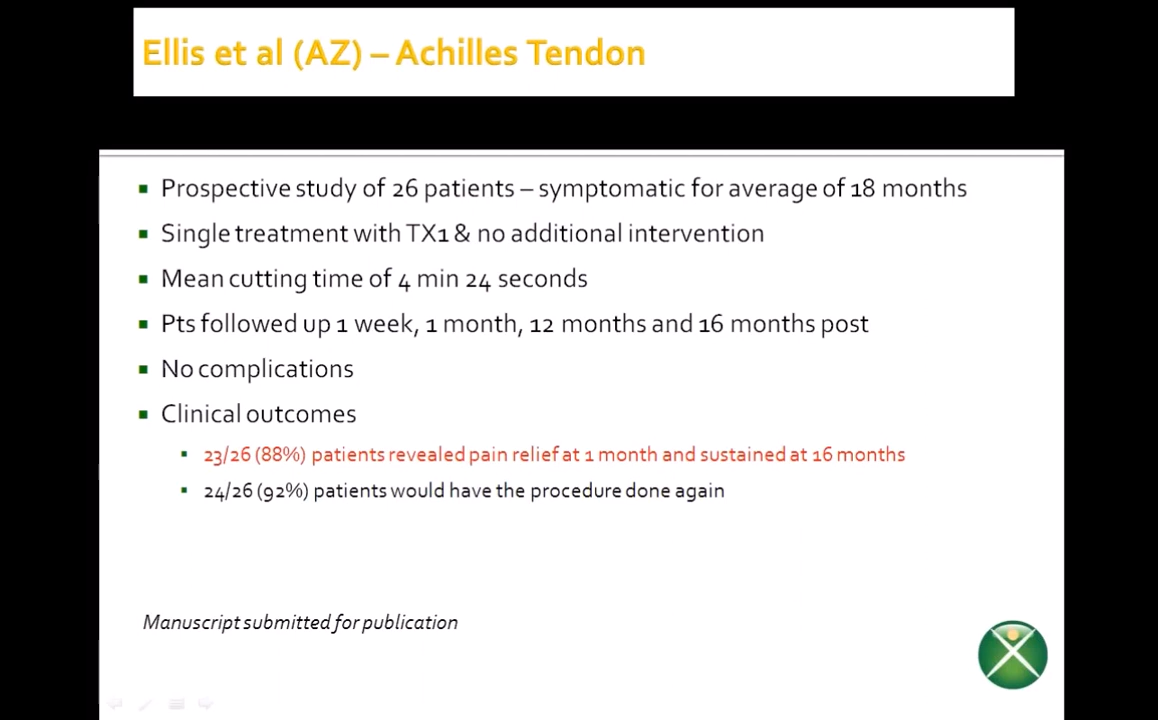 Ellis et al (AZ) – Achilles Tendon
Prospective study of 26 patients – symptomatic for average of 18 months
Single treatment with TX1 & no additional intervention
Mean cutting time of 4 min 24 seconds
Pts followed up 1 week, 1 month, 12 months and 16 months post
No complications
Clinical outcomes
23/26 (88%) patients revealed pain relief at 1 month and sustained at 16 months
24/26 (92%) patients would have the procedure done again
Manuscript submitted for publication